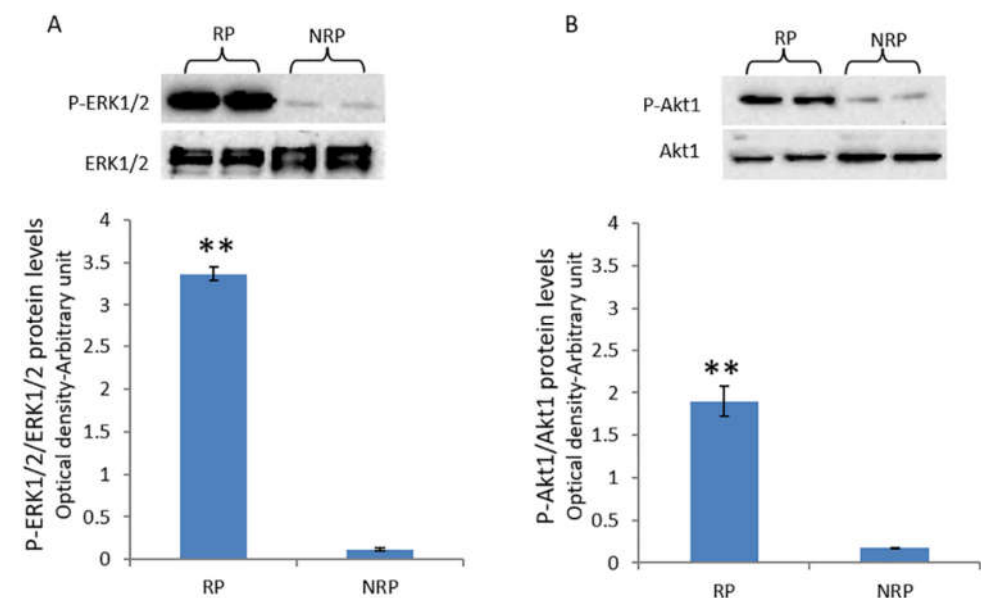 A
RP NRP
P-ERK1/2
ERK1/2
P-ERK1/2/ERK1/2 protein levels
Optical density-Arbitrary unit
4
3.5
3
2.5
2
1.5
1
0.5
0
**
RP NRP
B
RP NRP
P-Akt1
Akt1
P-Akt1/Akt1 protein levels
Optical density-Arbitrary unit
4
3.5
3
2.5
2
1.5
1
0.5
0
**
RP NRP